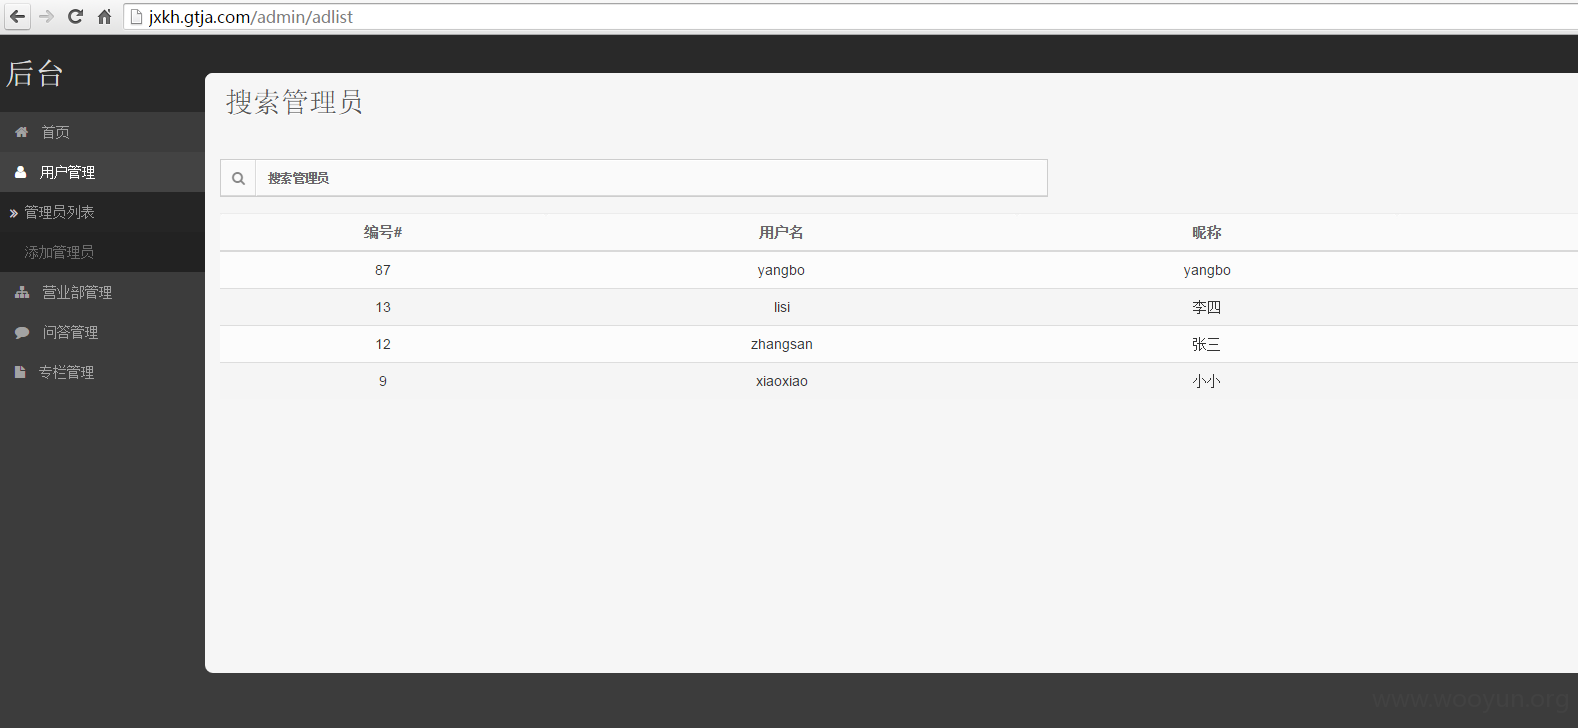 jxkh.gtja.com/admin/adlist
后台
首页
用户管理
管理员列表
添加管理员
营业部管理
问答管理
专栏管理
搜索管理员
搜索管理员
编号# 用户名 昵称
87 yangbo yangbo
13 lisi 李四
12 zhangsan 张三
9 xiaoxiao 小小
www.wooyun.org